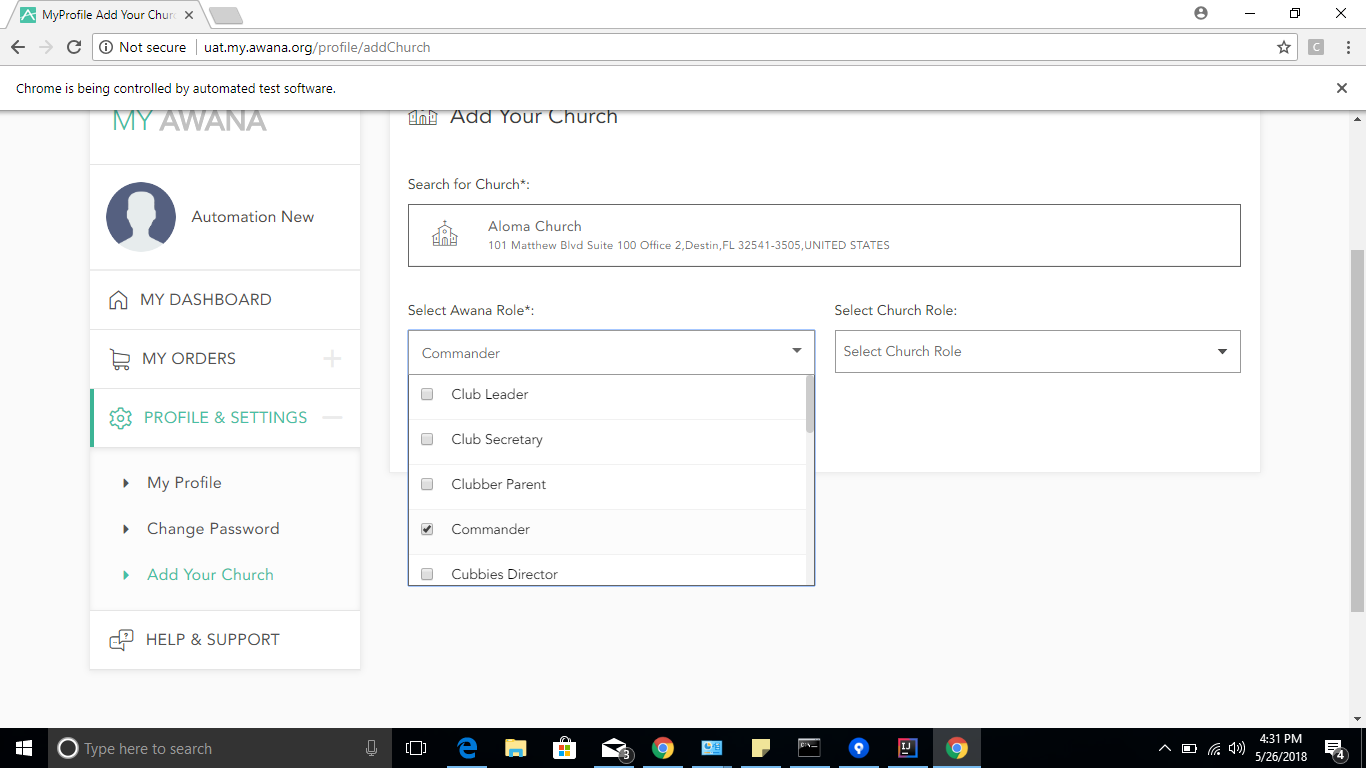 MyProfile Add Your Churc
Not secure
uat.my.awana.org/profile/addChurch
C
Chrome is being controlled by automated test software.
MY AWANA
Add Your Church
Automation New
Search for Church*:
Aloma Church
101 Matthew Blvd Suite 100 Office 2,Destin,FL 32541-3505,UNITED STATES
MY DASHBOARD
Select Awana Role*:
Select Church Role:
Commander
Select Church Role
MY ORDERS
PROFILE & SETTINGS
Club Leader
Club Secretary
Clubber Parent
Commander
Cubbies Director
My Profile
Change Password
Add Your Church
HELP & SUPPORT
Type here to search
3
IJ
4:31 PM
5/26/2018
4